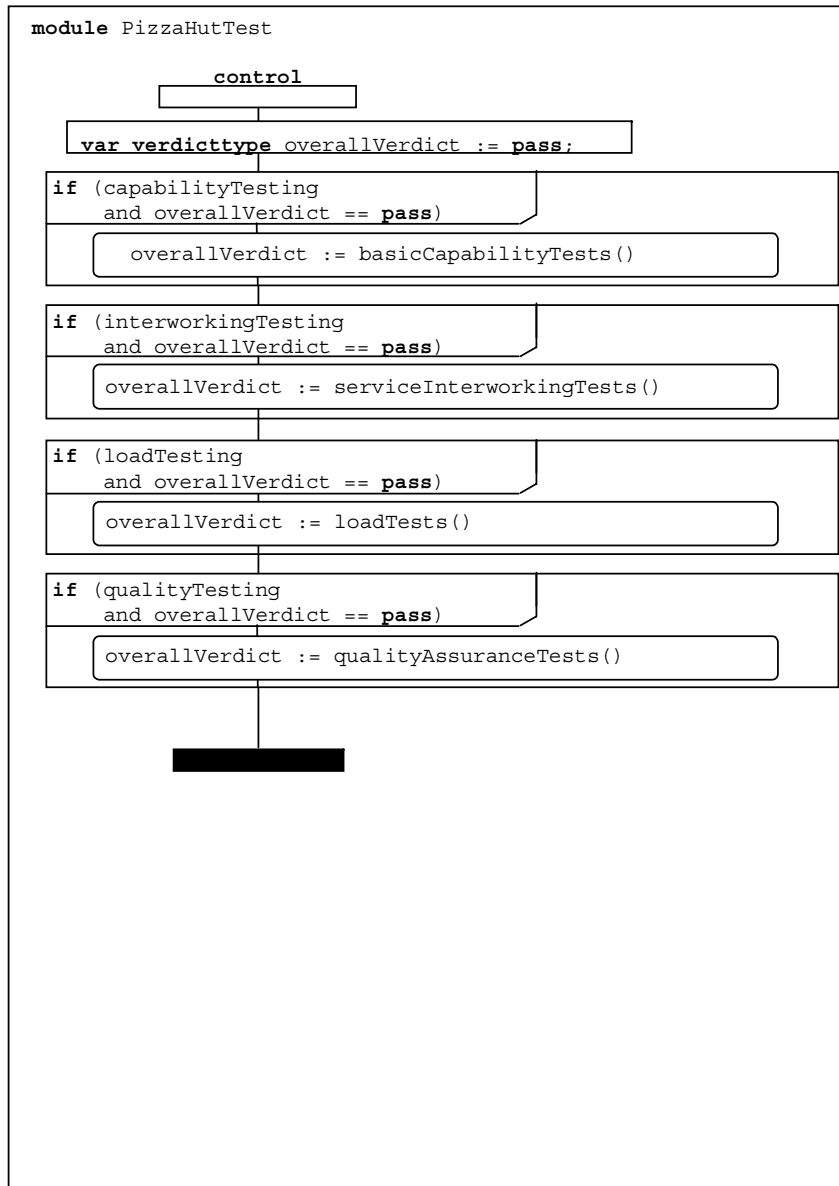 module PizzaHutTest
control
var verdicttype overallVerdict := pass;
if (capabilityTesting
and overallVerdict == pass)
overallVerdict := basicCapabilityTests()
if (interworkingTesting
and overallVerdict == pass)
overallVerdict := serviceInterworkingTests()
if (loadTesting
and overallVerdict == pass)
overallVerdict := loadTests()
if (qualityTesting
and overallVerdict == pass)
overallVerdict := qualityAssuranceTests()